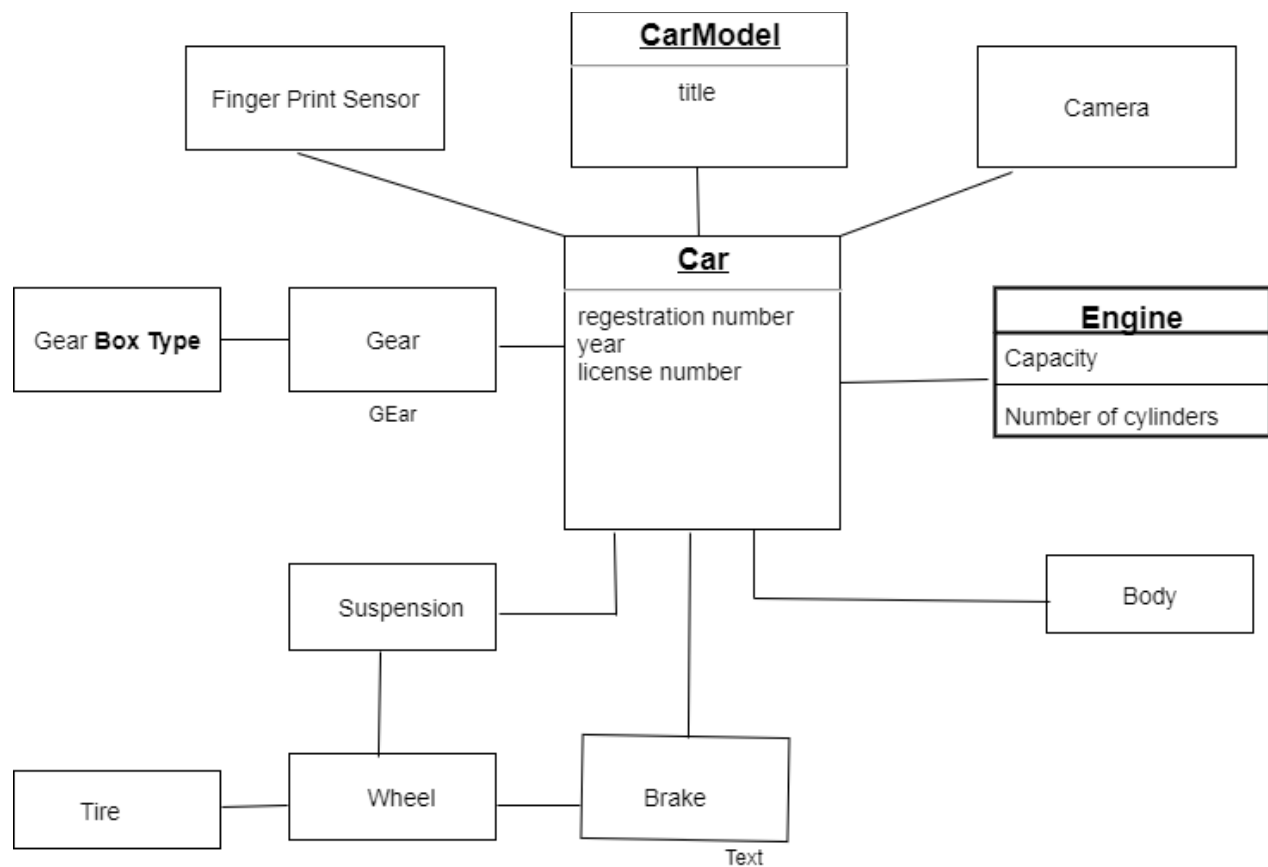 CarModel
title
Finger Print Sensor
Camera
Car
regestration number
year
license number
Gear Box Type
Gear
GEar
Engine
Capacity
Number of cylinders
Suspension
Body
Tire
Wheel
Brake
Text